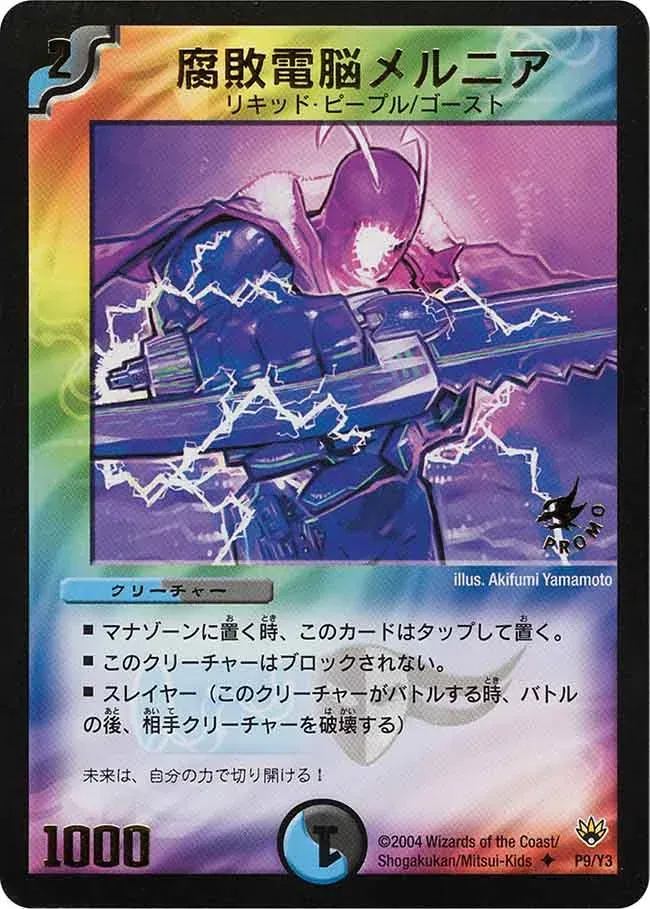 2
腐敗電脳メルニア
リキッド·ピープル/ゴースト
PROMO
illus. Akifumi Yamamoto
クリーチャー
■ マナゾーンに置く時、このカードはタップして置く。
■ このクリーチャーはブロックされない。
■ スレイヤー（このクリーチャーがバトルする時、バトル
の後、相手クリーチャーを破壊する）
未来は、自分の力で切り開ける！
1000
1
©2004 Wizards of the Coast/
Shogakukan/Mitsui-Kids
P9/Y3